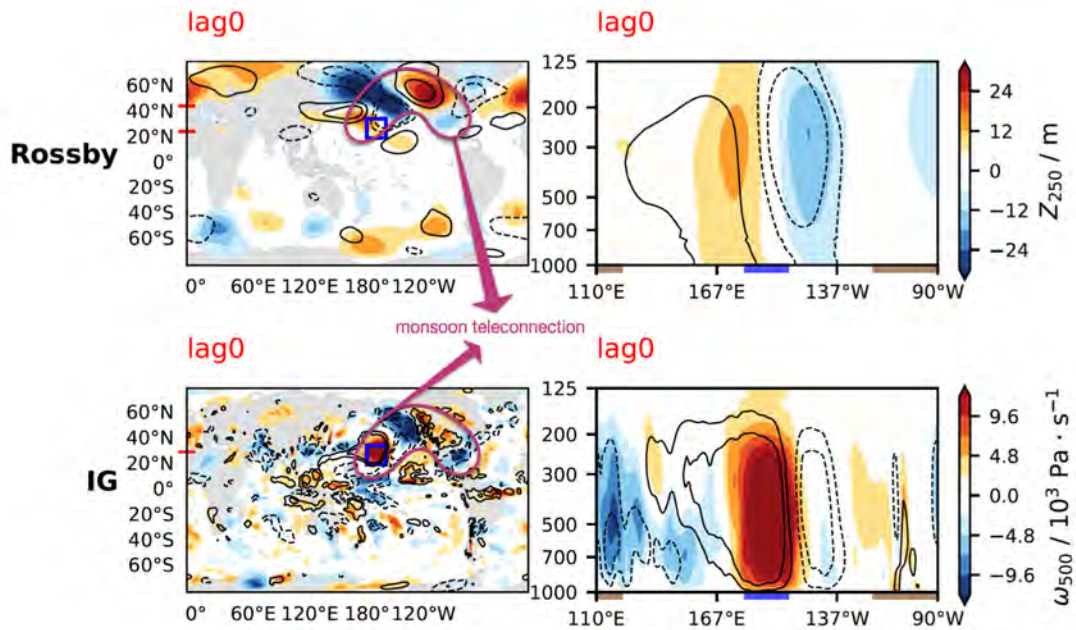 lag0
lag0
Rossby
60°N
40°N
20°N
0°
20°S
40°S
60°S
0°
60°E
120°E
180°E
120°W
125
200
300
500
700
1000
110°E
167°E
137°W
90°W
24
12
0
−12
−24
Z250 / m
monsoon teleconnection
lag0
lag0
IG
60°N
40°N
20°N
0°
20°S
40°S
60°S
0°
60°E
120°E
180°E
120°W
125
200
300
500
700
1000
110°E
167°E
137°W
90°W
9.6
4.8
0.0
−4.8
−9.6
ω500 / 10³ Pa · s⁻¹